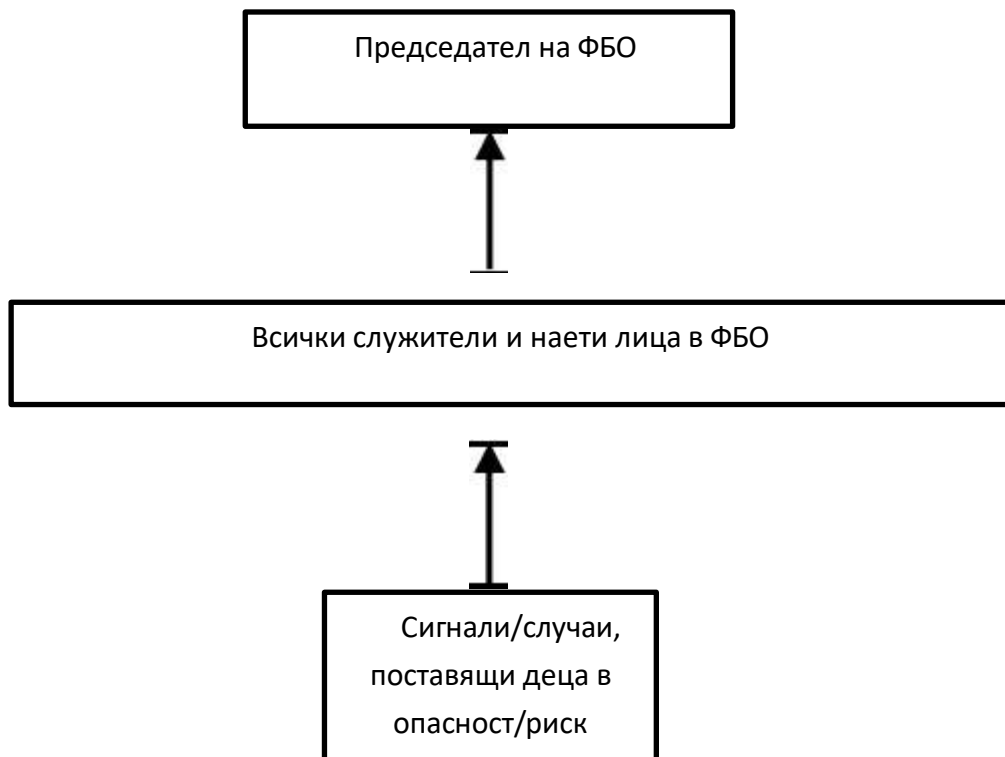 Председател на ФБО
Всички служители и наети лица в ФБО
Сигнали/случаи,
поставящи деца в
опасност/риск